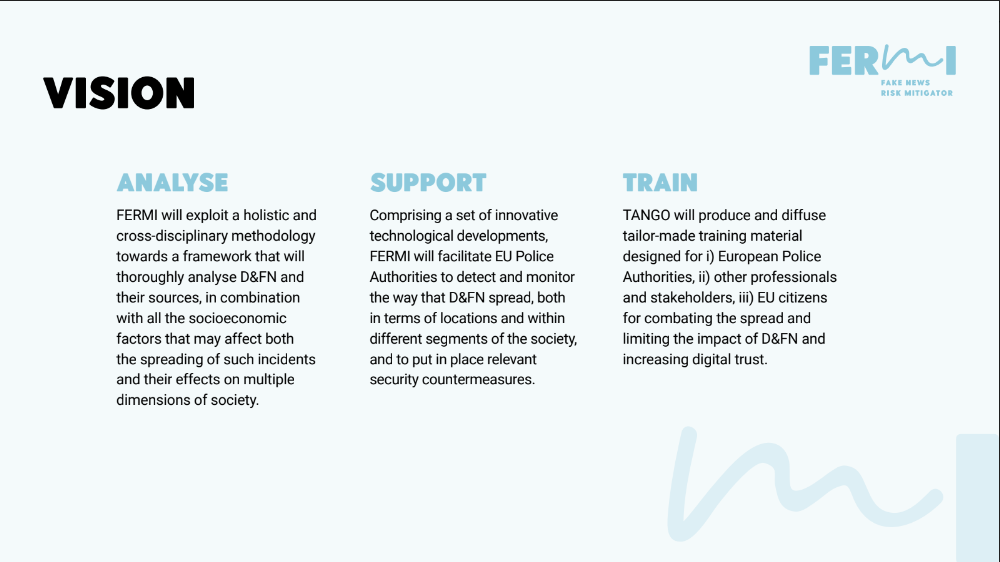 FERMI
FAKE NEWS
RISK MITIGATOR
VISION
ANALYSE
FERMI will exploit a holistic and
cross-disciplinary methodology
towards a framework that will
thoroughly analyse D&FN and
their sources, in combination
with all the socioeconomic
factors that may affect both
the spreading of such incidents
and their effects on multiple
dimensions of society.
SUPPORT
Comprising a set of innovative
technological developments,
FERMI will facilitate EU Police
Authorities to detect and monitor
the way that D&FN spread, both
in terms of locations and within
different segments of the society,
and to put in place relevant
security countermeasures.
TRAIN
TANGO will produce and diffuse
tailor-made training material
designed for i) European Police
Authorities, ii) other professionals
and stakeholders, iii) EU citizens
for combating the spread and
limiting the impact of D&FN and
increasing digital trust.